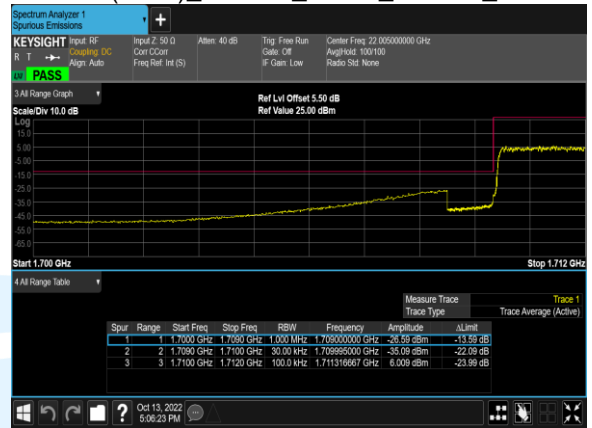 Spectrum Analyzer 1
Spurious Emissions
+
KEYSIGHT Input: RF Input Z: 50 Ω Atten: 40 dB Trig: Free Run Center Freq: 22.005000000 GHz
R T Coupling: DC Corr CCorr Gate: Off Avg|Hold: 100/100
Align: Auto Freq Ref: Int (S) IF Gain: Low Radio Std: None
PASS
3 All Range Graph Ref Lvl Offset 5.50 dB
Scale/Div 10.0 dB Ref Value 25.00 dBm
Log
15.0
5.00
-5.00
-15.0
-25.0
-35.0
-45.0
-55.0
-65.0
Start 1.700 GHz Stop 1.712 GHz
4 All Range Table
Measure Trace Trace 1
Trace Type Trace Average (Active)
Spur Range Start Freq Stop Freq RBW Frequency Amplitude ΔLimit
1 1 1.7000 GHz 1.7090 GHz 1.000 MHz 1.709000000 GHz -26.59 dBm -13.59 dB
2 2 1.7090 GHz 1.7100 GHz 30.00 kHz 1.709995000 GHz -35.09 dBm -22.09 dB
3 3 1.7100 GHz 1.7120 GHz 100.0 kHz 1.711316667 GHz 6.009 dBm -23.99 dB
? Oct 13, 2022
5:06:23 PM